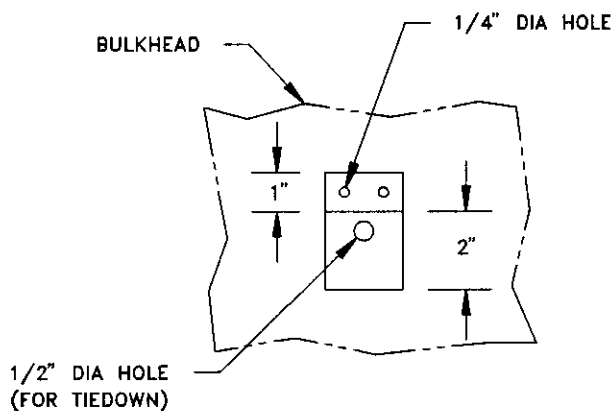 1/4" DIA HOLE
BULKHEAD
1"
2"
1/2" DIA HOLE
(FOR TIEDOWN)